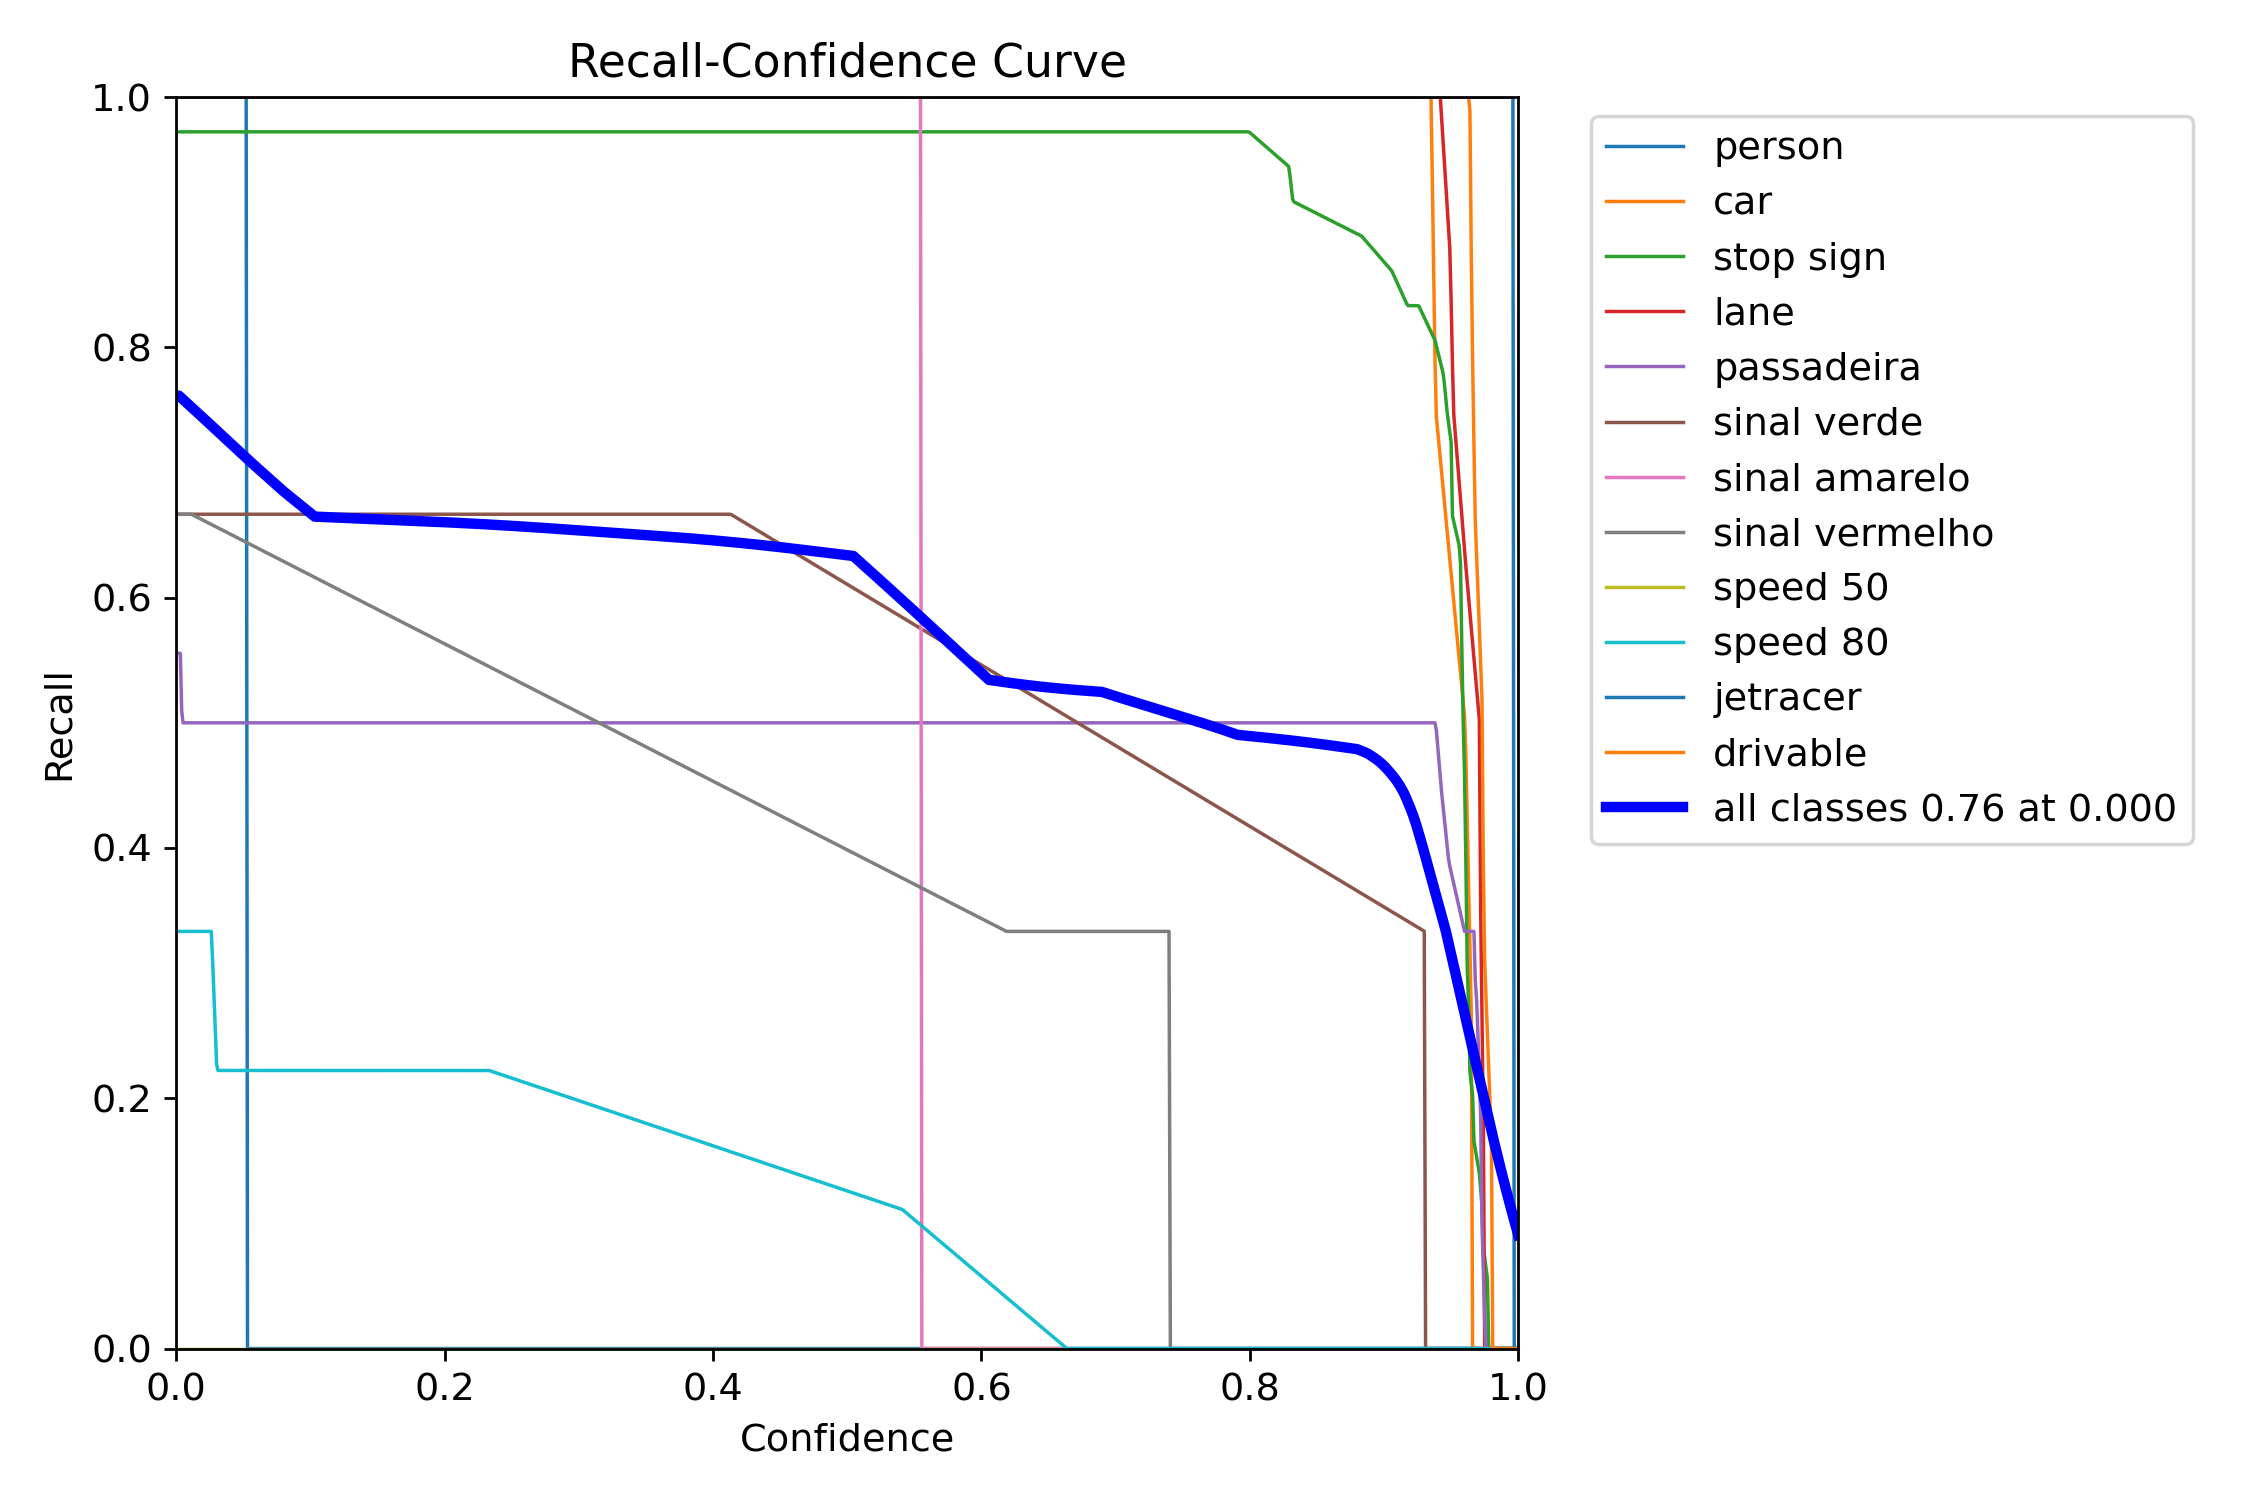 Recall-Confidence Curve
1.0
0.8
0.6
0.4
0.2
0.0
Recall
0.0 0.2 0.4 0.6 0.8 1.0
Confidence
person
car
stop sign
lane
passadeira
sinal verde
sinal amarelo
sinal vermelho
speed 50
speed 80
jetracer
drivable
all classes 0.76 at 0.000